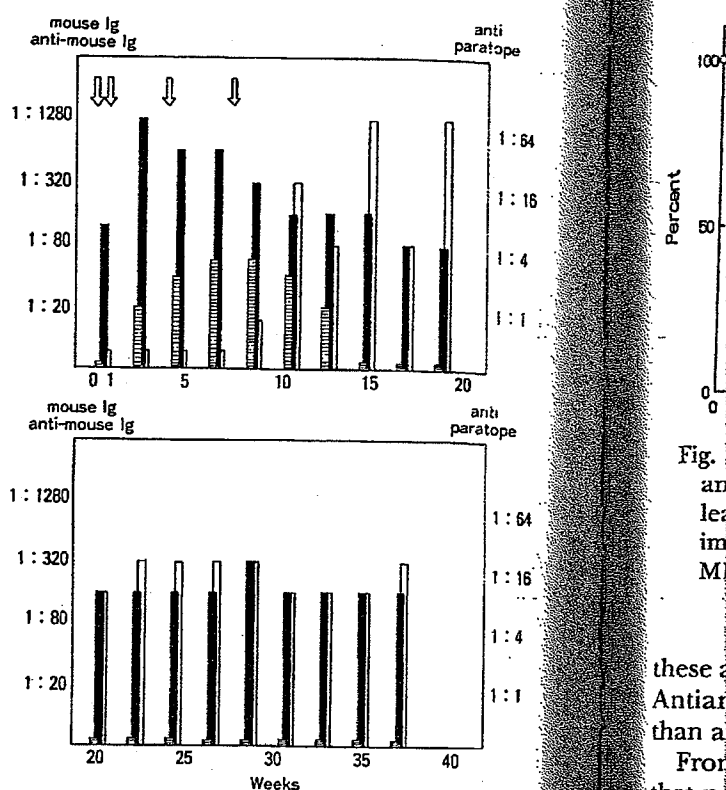 mouse Ig
anti-mouse Ig
anti
paratope
1 : 1280
1 : 320
1 : 80
1 : 20
1 : 64
1 : 16
1 : 4
1 : 1
0 1 5 10 15 20
mouse Ig
anti-mouse Ig
anti
paratope
1 : 1280
1 : 320
1 : 80
1 : 20
1 : 64
1 : 16
1 : 4
1 : 1
20 25 30 35 40
Weeks
100
Percent
50
0
0
Fig.
an
lea
im
these a
Antian
than a
From